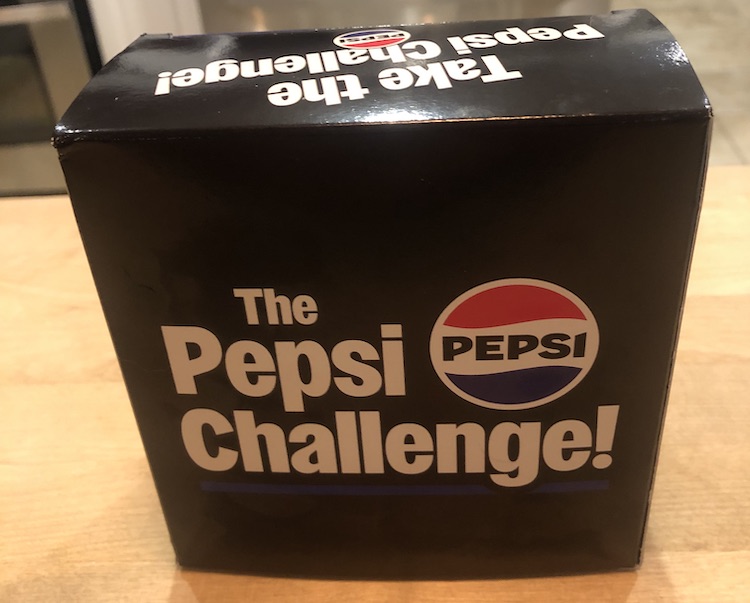 Take the
Pepsi Challenge!
PEPSI
The
Pepsi
PEPSI
Challenge!